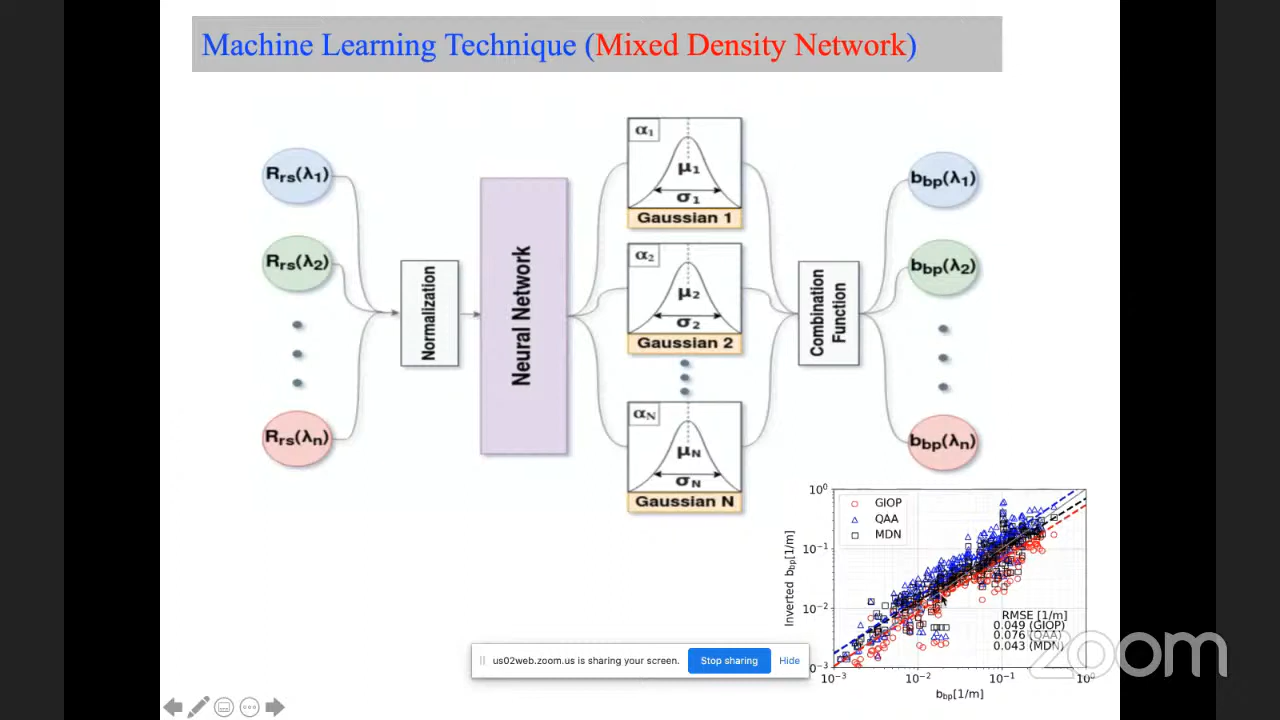 Machine Learning Technique (Mixed Density Network)
Rrs(λ1)
Rrs(λ2)
Rrs(λn)
Normalization
Neural Network
α1
μ1
σ1
Gaussian 1
α2
μ2
σ2
Gaussian 2
αN
μN
σN
Gaussian N
Combination
Function
bbp(λ1)
bbp(λ2)
bbp(λn)
10⁰
10⁻¹
10⁻²
Inverted bbp[1/m]
GIOP
QAA
MDN
RMSE [1/m]
0.049 (GIOP)
0.076 (QAA)
0.043 (MDN)
10⁻³
10⁻²
10⁻¹
10⁰
bbp[1/m]
zoom
us02web.zoom.us is sharing your screen.
Stop sharing
Hide